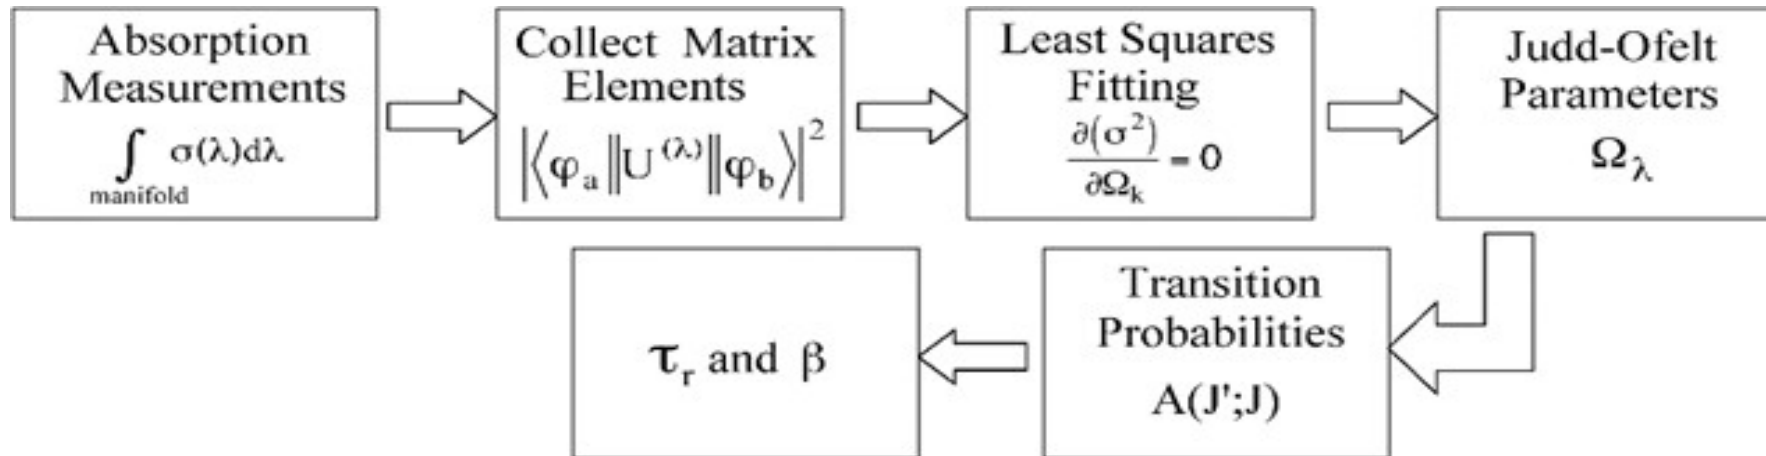 Absorption
Measurements
∫ σ(λ)dλ
manifold
Collect Matrix
Elements
|⟨φa‖U(λ)‖φb⟩|²
Least Squares
Fitting
∂(σ²)/∂Ωk = 0
Judd-Ofelt
Parameters
Ωλ
Transition
Probabilities
A(J';J)
τr and β